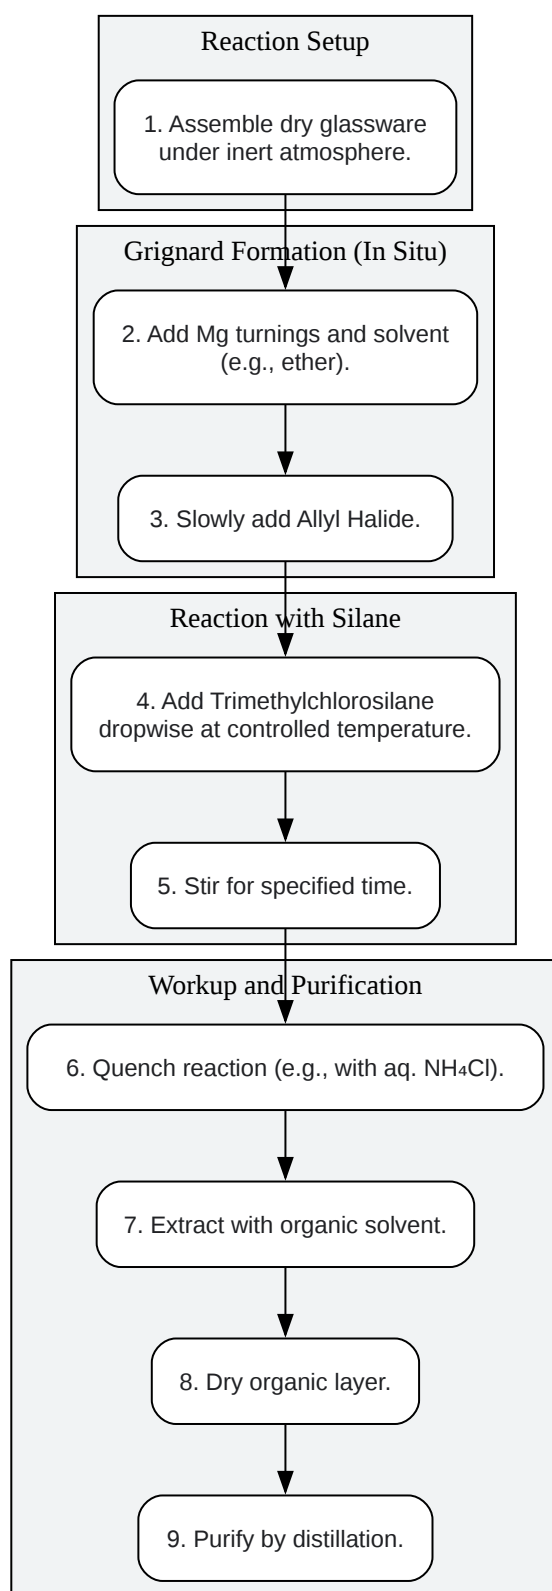 Reaction Setup
1. Assemble dry glassware
under inert atmosphere.
Grignard Formation (In Situ)
2. Add Mg turnings and solvent
(e.g., ether).
3. Slowly add Allyl Halide.
Reaction with Silane
4. Add Trimethylchlorosilane
dropwise at controlled temperature.
5. Stir for specified time.
Workup and Purification
6. Quench reaction (e.g., with aq. NH₄Cl).
7. Extract with organic solvent.
8. Dry organic layer.
9. Purify by distillation.